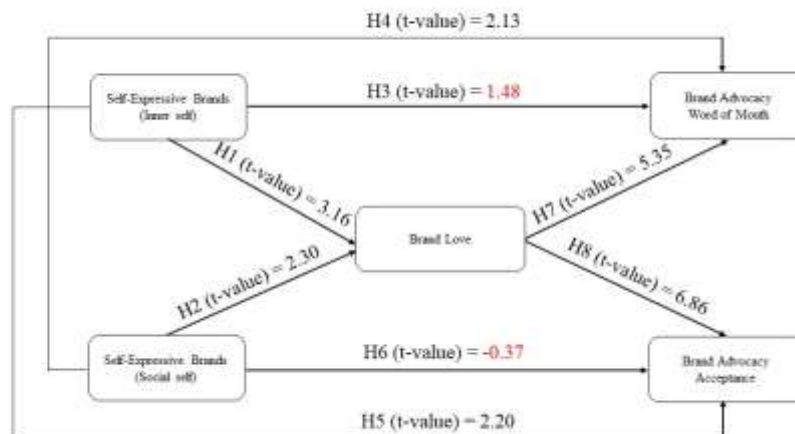 H4 (t-value) = 2.13
Self-Expressive Brands
(Inner self)
H3 (t-value) = 1.48
Brand Advocacy
Word of Mouth
H1 (t-value) = 3.16
H7 (t-value) = 5.35
Brand Love
H2 (t-value) = 2.30
H8 (t-value) = 6.86
Self-Expressive Brands
(Social self)
H6 (t-value) = -0.37
Brand Advocacy
Acceptance
H5 (t-value) = 2.20